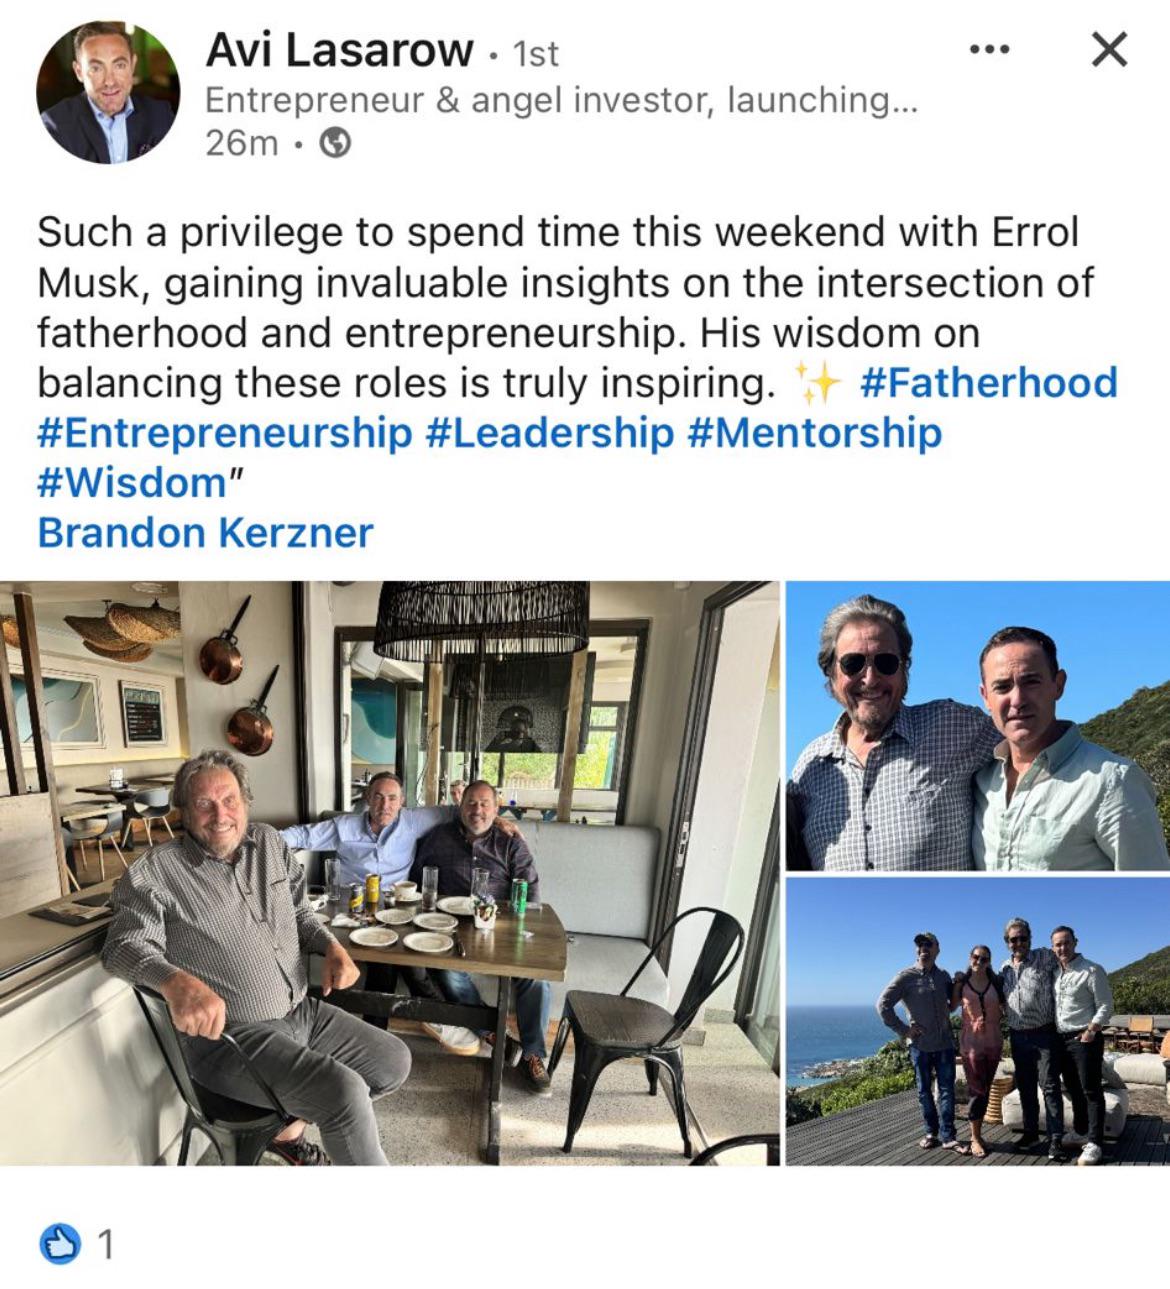 Avi Lasarow • 1st
Entrepreneur & angel investor, launching...
26m •
Such a privilege to spend time this weekend with Errol
Musk, gaining invaluable insights on the intersection of
fatherhood and entrepreneurship. His wisdom on
balancing these roles is truly inspiring. ✨ #Fatherhood
#Entrepreneurship #Leadership #Mentorship
#Wisdom"
Brandon Kerzner
1